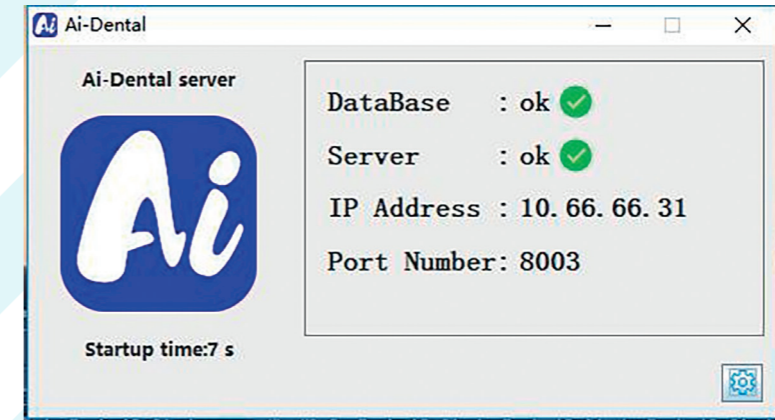 Ai-Dental
Ai-Dental server
Ai
Startup time:7 s
DataBase : ok
Server : ok
IP Address : 10.66.66.31
Port Number: 8003